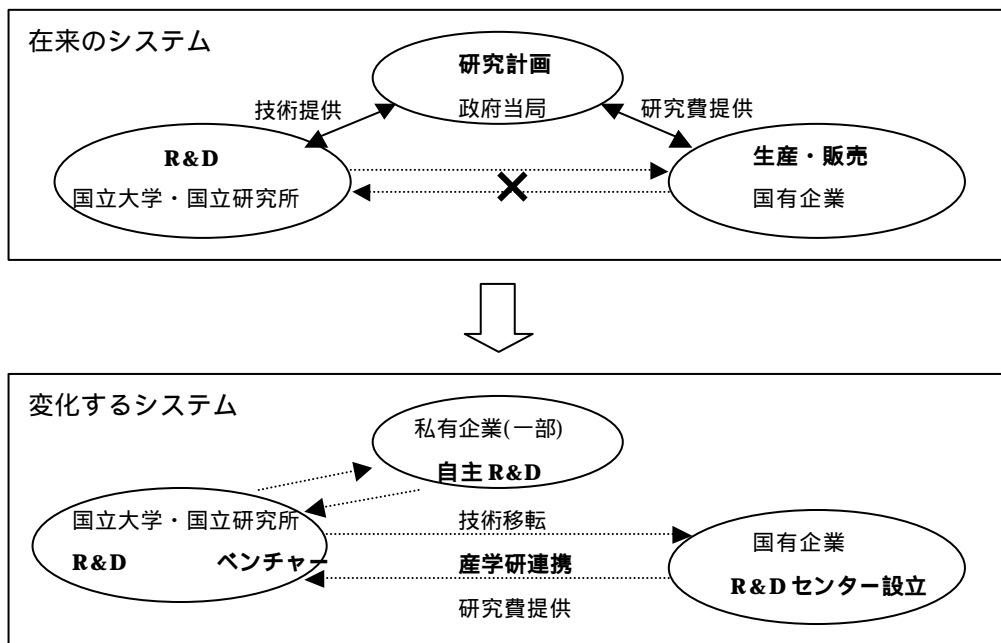 在来のシステム
研究計画
政府当局
技術提供
研究費提供
R&D
国立大学・国立研究所
生産・販売
国有企業
変化するシステム
私有企業(一部)
自主R&D
国立大学・国立研究所
R&D ベンチャー
技術移転
産学研連携
研究費提供
国有企業
R&Dセンター設立